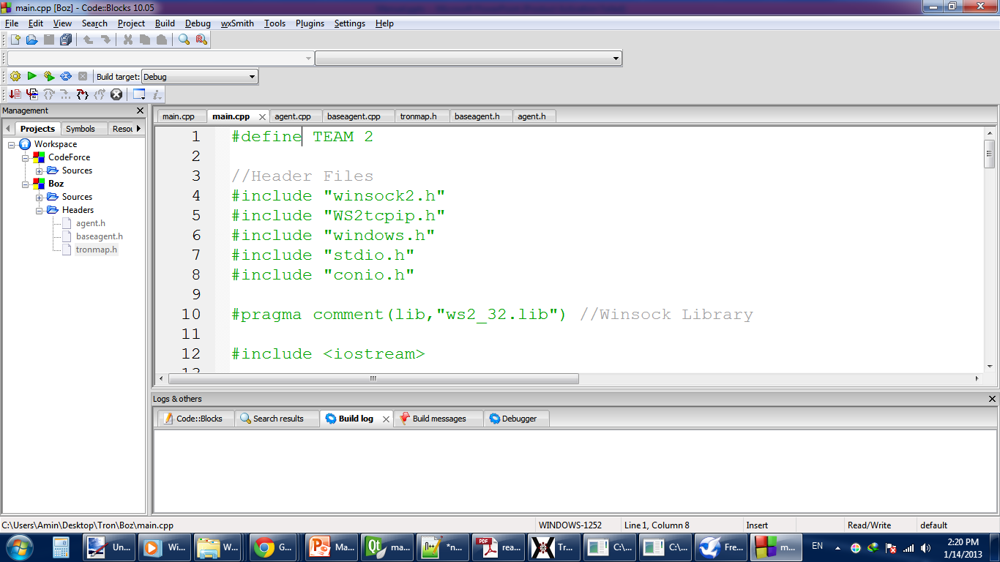 main.cpp [Boz] - Code::Blocks 10.05
File Edit View Search Project Build Debug wxSmith Tools Plugins Settings Help
Build target: Debug
Management
Projects Symbols Resou
Workspace
CodeForce
Sources
Boz
Sources
Headers
agent.h
baseagent.h
tronmap.h
main.cpp main.cpp agent.cpp baseagent.cpp tronmap.h baseagent.h agent.h
1 #define TEAM 2
2
3 //Header Files
4 #include "winsock2.h"
5 #include "WS2tcpip.h"
6 #include "windows.h"
7 #include "stdio.h"
8 #include "conio.h"
9
10 #pragma comment(lib,"ws2_32.lib") //Winsock Library
11
12 #include <iostream>
13
Logs & others
Code::Blocks Search results Build log Build messages Debugger
C:\Users\Amin\Desktop\Tron\Boz\main.cpp WINDOWS-1252 Line 1, Column 8 Insert Read/Write default
Un... Wi... W... G... Ma... ma... *n... rea... Tr... C:\... C:\... Fre... m... EN 2:20 PM
1/14/2013